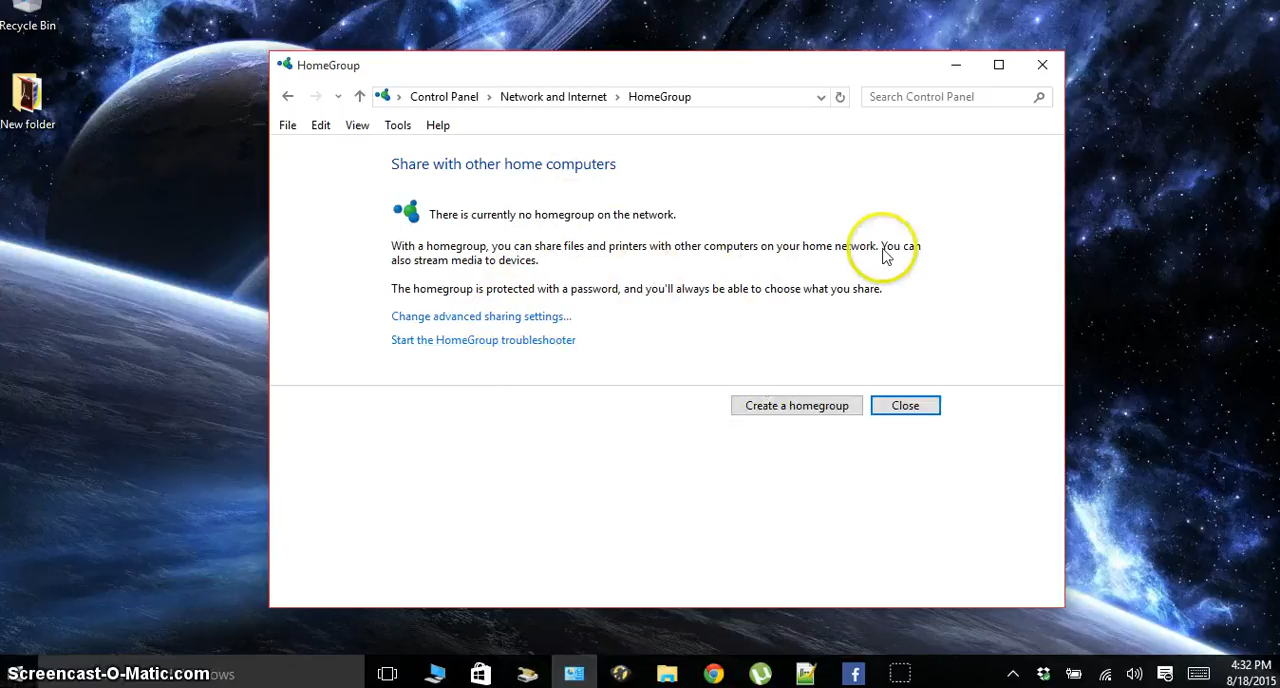 Recycle Bin
New folder
HomeGroup
Control Panel > Network and Internet > HomeGroup
Search Control Panel
File Edit View Tools Help
Share with other home computers
There is currently no homegroup on the network.
With a homegroup, you can share files and printers with other computers on your home network. You can
also stream media to devices.
The homegroup is protected with a password, and you'll always be able to choose what you share.
Change advanced sharing settings...
Start the HomeGroup troubleshooter
Create a homegroup
Close
Screencast-O-Matic.com
4:32 PM
8/18/2015